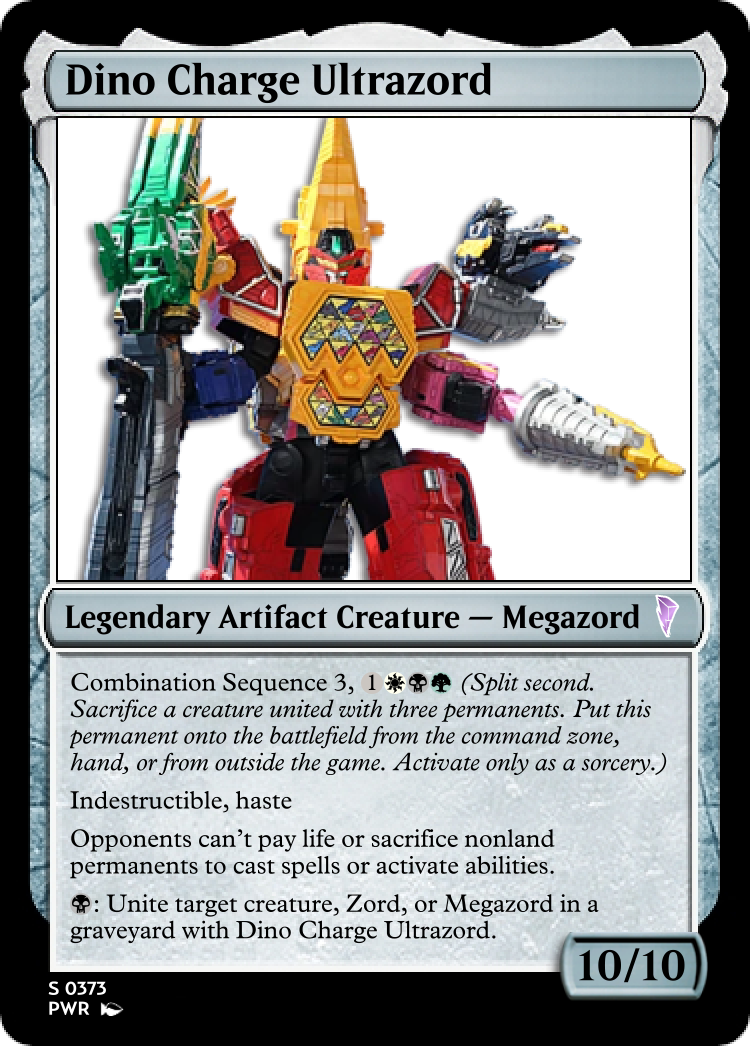 Dino Charge Ultrazord
Legendary Artifact Creature — Megazord
Combination Sequence 3, 1 (Split second.
Sacrifice a creature united with three permanents. Put this
permanent onto the battlefield from the command zone,
hand, or from outside the game. Activate only as a sorcery.)
Indestructible, haste
Opponents can't pay life or sacrifice nonland
permanents to cast spells or activate abilities.
: Unite target creature, Zord, or Megazord in a
graveyard with Dino Charge Ultrazord.
10/10
S 0373
PWR